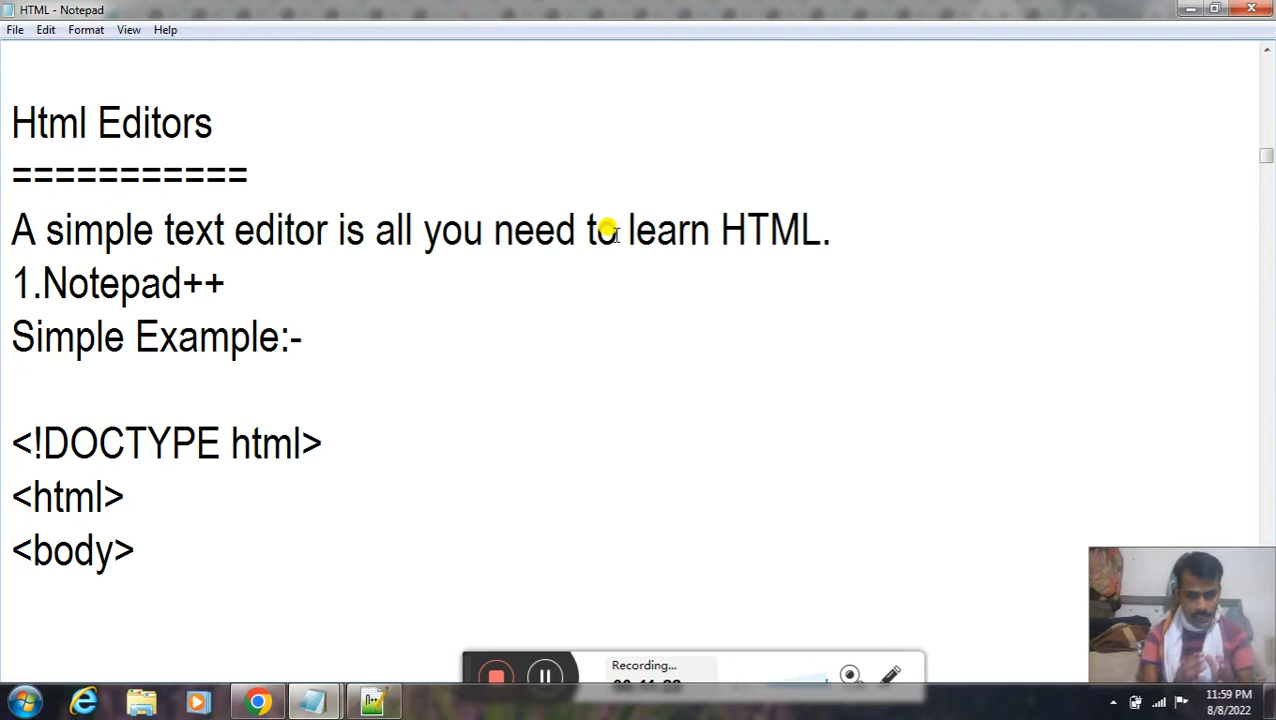 HTML - Notepad
File Edit Format View Help
Html Editors
===========
A simple text editor is all you need to learn HTML.
1.Notepad++
Simple Example:-
<!DOCTYPE html>
<html>
<body>
Recording...
11:59 PM
8/8/2022